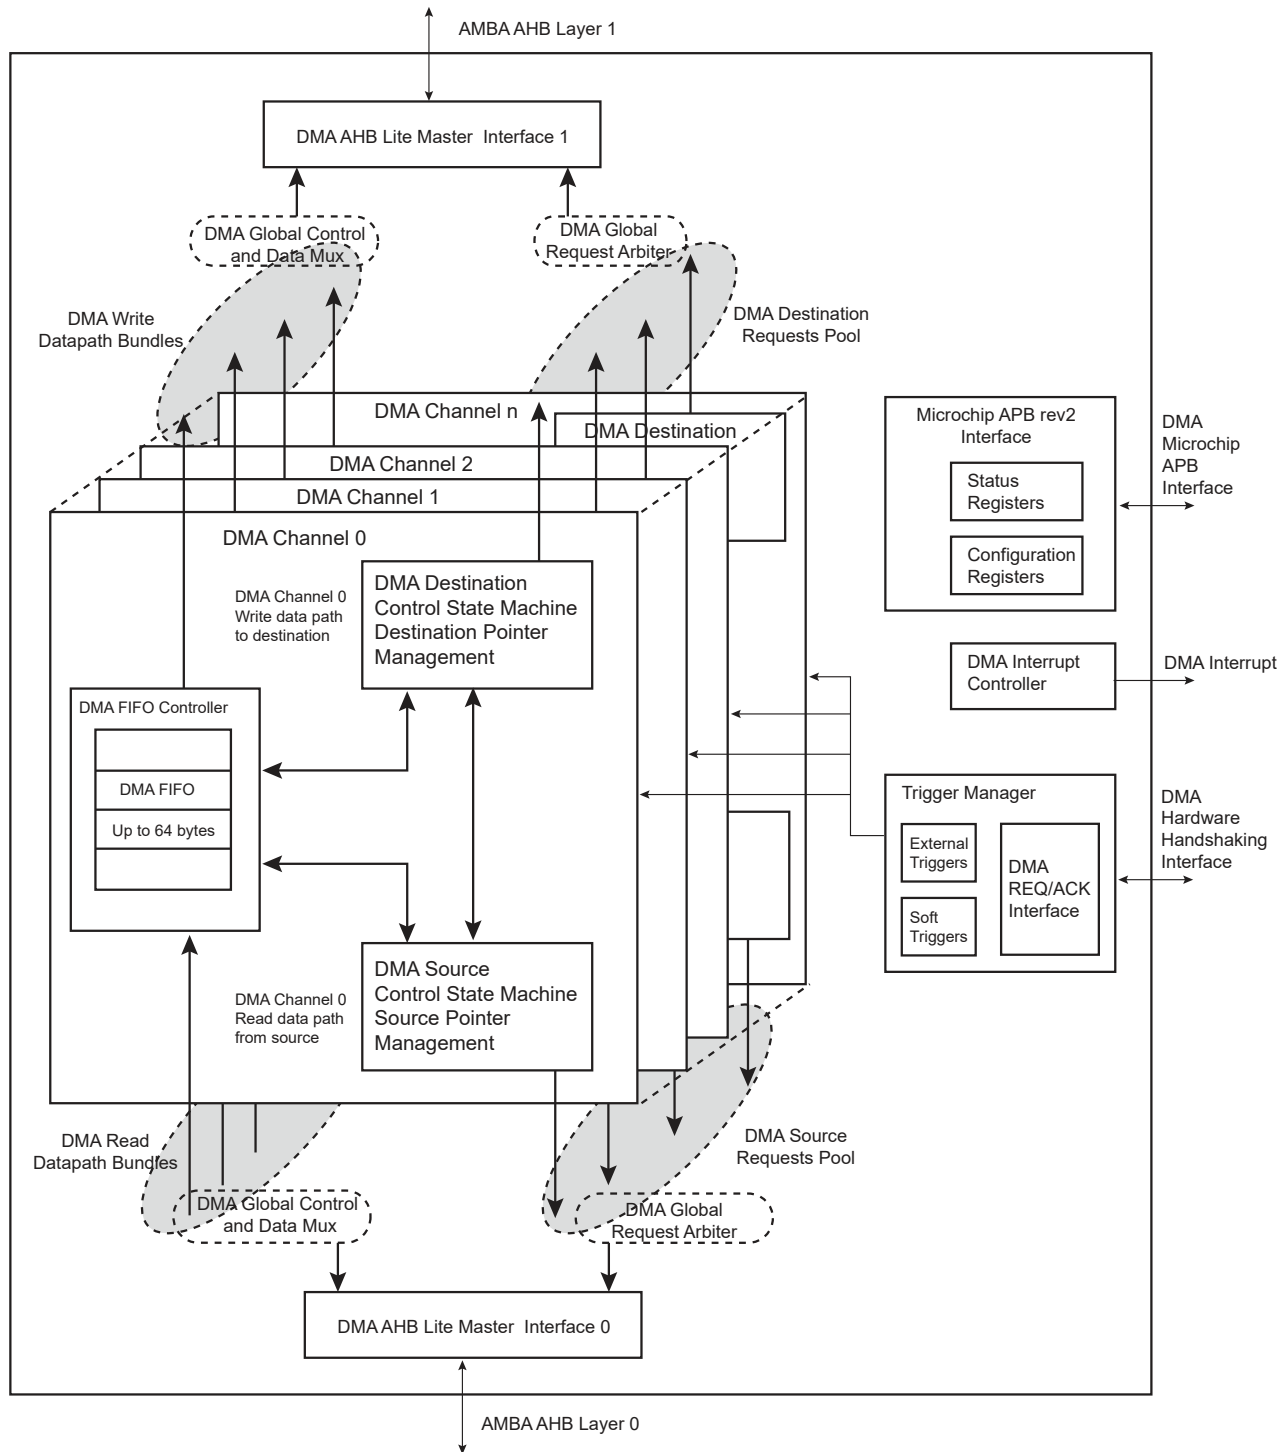 AMBA AHB Layer 1
DMA AHB Lite Master Interface 1
DMA Global Control
and Data Mux
DMA Global
Request Arbiter
DMA Write
Datapath Bundles
DMA Destination
Requests Pool
DMA Channel n
DMA Destination
DMA Channel 2
DMA Channel 1
DMA Channel 0
DMA Channel 0
Write data path
to destination
DMA Destination
Control State Machine
Destination Pointer
Management
DMA FIFO Controller
DMA FIFO
Up to 64 bytes
DMA Channel 0
Read data path
from source
DMA Source
Control State Machine
Source Pointer
Management
Microchip APB rev2
Interface
Status
Registers
Configuration
Registers
DMA
Microchip
APB
Interface
DMA Interrupt
Controller
DMA Interrupt
Trigger Manager
External
Triggers
Soft
Triggers
DMA
REQ/ACK
Interface
DMA
Hardware
Handshaking
Interface
DMA Read
Datapath Bundles
DMA Source
Requests Pool
DMA Global Control
and Data Mux
DMA Global
Request Arbiter
DMA AHB Lite Master Interface 0
AMBA AHB Layer 0